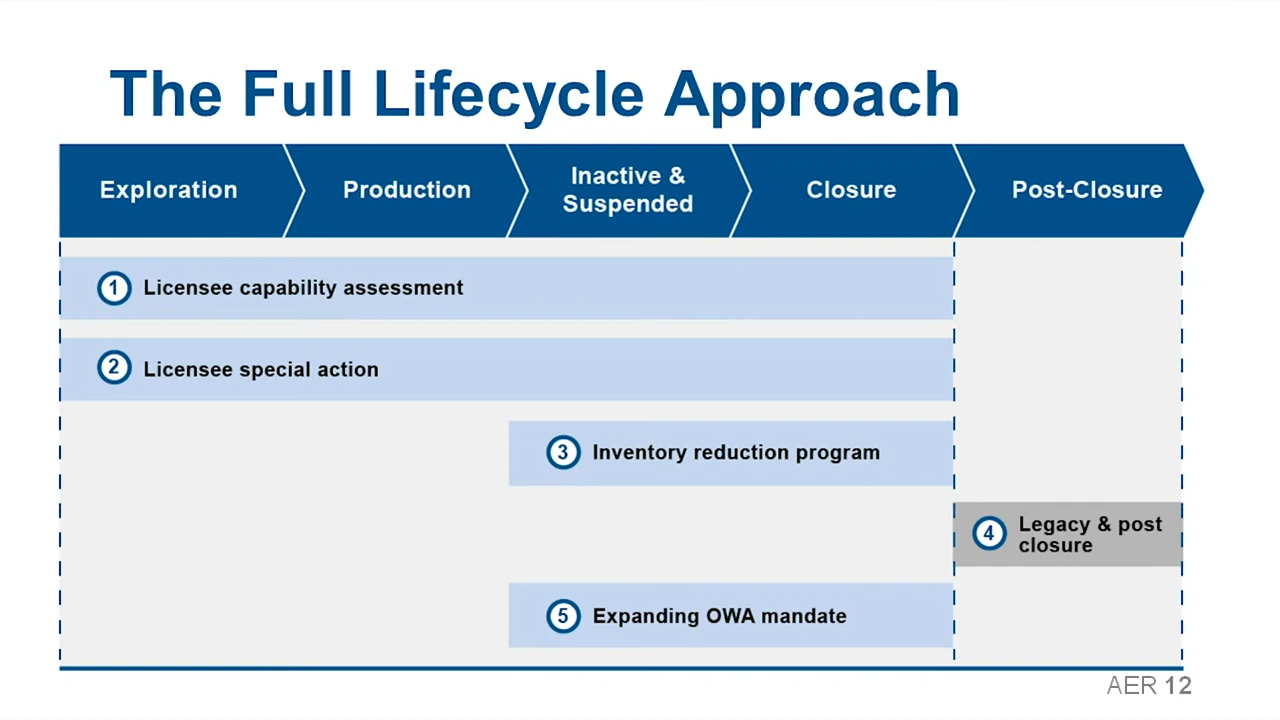 The Full Lifecycle Approach
Exploration
Production
Inactive &
Suspended
Closure
Post-Closure
1 Licensee capability assessment
2 Licensee special action
3 Inventory reduction program
4 Legacy & post
closure
5 Expanding OWA mandate
AER 12